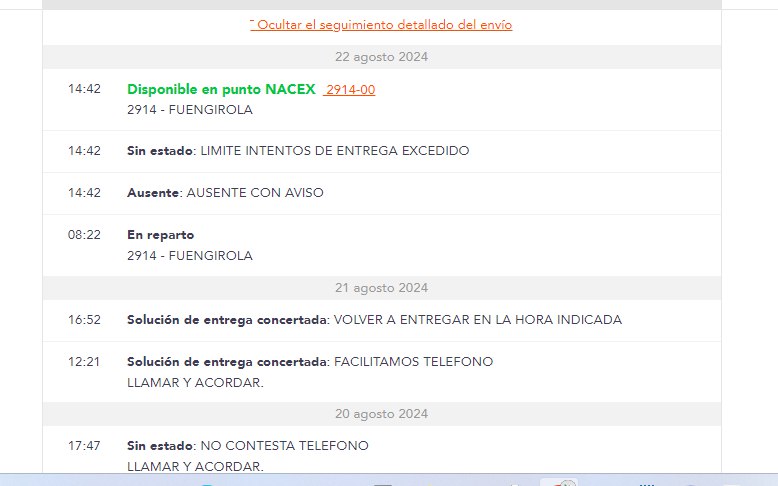 Ocultar el seguimiento detallado del envío
22 agosto 2024
14:42 Disponible en punto NACEX 2914-00
2914 - FUENGIROLA
14:42 Sin estado: LIMITE INTENTOS DE ENTREGA EXCEDIDO
14:42 Ausente: AUSENTE CON AVISO
08:22 En reparto
2914 - FUENGIROLA
21 agosto 2024
16:52 Solución de entrega concertada: VOLVER A ENTREGAR EN LA HORA INDICADA
12:21 Solución de entrega concertada: FACILITAMOS TELEFONO
LLAMAR Y ACORDAR.
20 agosto 2024
17:47 Sin estado: NO CONTESTA TELEFONO
LLAMAR Y ACORDAR.